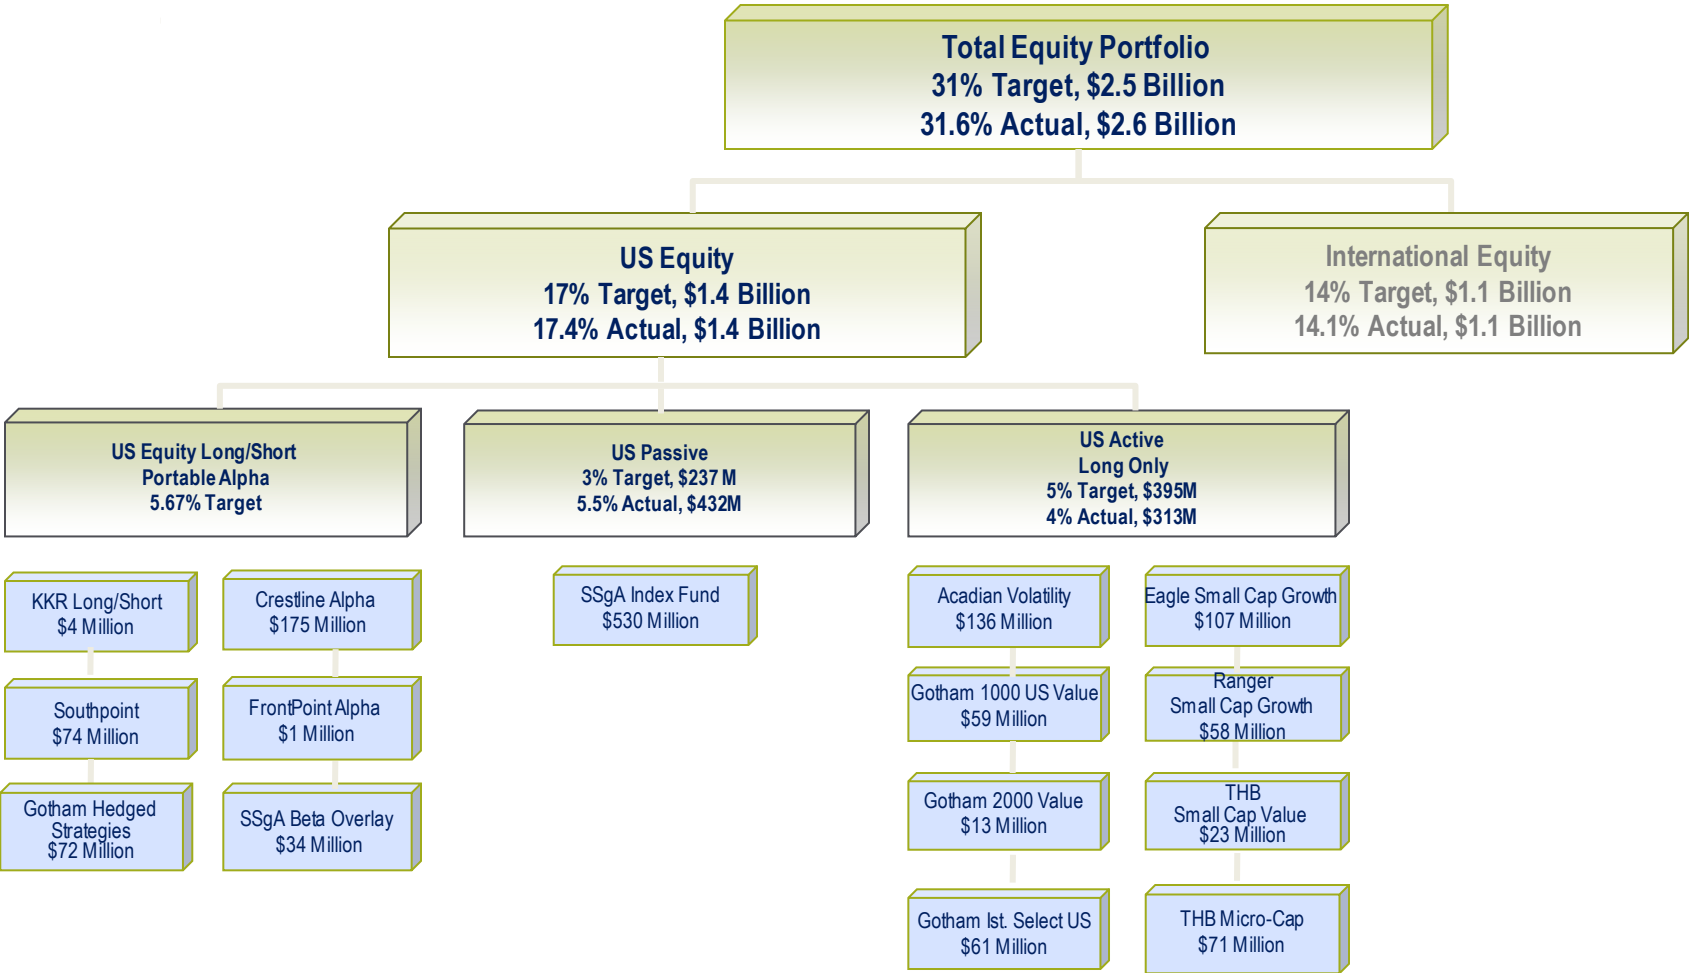 Total Equity Portfolio
31% Target, $2.5 Billion
31.6% Actual, $2.6 Billion
US Equity
17% Target, $1.4 Billion
17.4% Actual, $1.4 Billion
International Equity
14% Target, $1.1 Billion
14.1% Actual, $1.1 Billion
US Equity Long/Short
Portable Alpha
5.67% Target
US Passive
3% Target, $237 M
5.5% Actual, $432M
US Active
Long Only
5% Target, $395M
4% Actual, $313M
KKR Long/Short
$4 Million
Southpoint
$74 Million
Gotham Hedged
Strategies
$72 Million
Crestline Alpha
$175 Million
FrontPoint Alpha
$1 Million
SSgA Beta Overlay
$34 Million
SSgA Index Fund
$530 Million
Acadian Volatility
$136 Million
Gotham 1000 US Value
$59 Million
Gotham 2000 Value
$13 Million
Gotham Ist. Select US
$61 Million
Eagle Small Cap Growth
$107 Million
Ranger
Small Cap Growth
$58 Million
THB
Small Cap Value
$23 Million
THB Micro-Cap
$71 Million